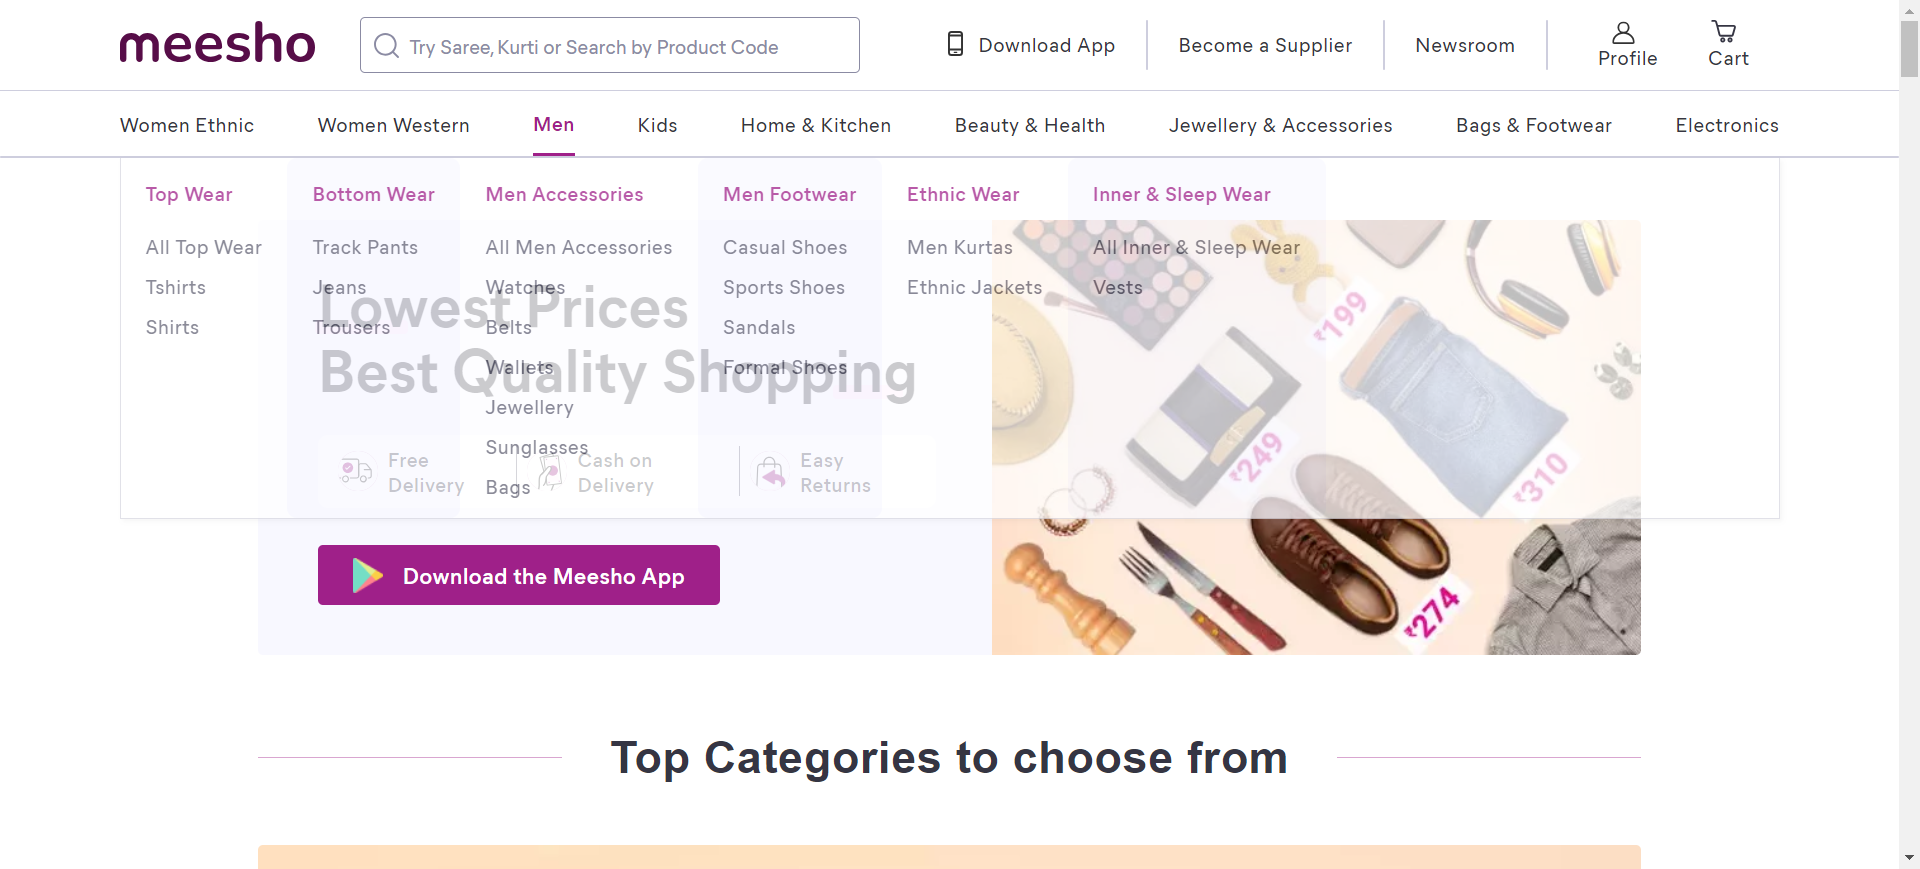 meesho
Try Saree, Kurti or Search by Product Code
Download App
Become a Supplier
Newsroom
Profile
Cart
Women Ethnic
Women Western
Men
Kids
Home & Kitchen
Beauty & Health
Jewellery & Accessories
Bags & Footwear
Electronics
Top Wear
All Top Wear
Tshirts
Shirts
Bottom Wear
Track Pants
Jeans
Trousers
Men Accessories
All Men Accessories
Watches
Belts
Wallets
Jewellery
Sunglasses
Bags
Men Footwear
Casual Shoes
Sports Shoes
Sandals
Formal Shoes
Ethnic Wear
Men Kurtas
Ethnic Jackets
Inner & Sleep Wear
All Inner & Sleep Wear
Vests
Lowest Prices
Best Quality Shopping
Free
Delivery
Cash on
Delivery
Easy
Returns
Download the Meesho App
₹199
₹249
₹310
₹274
Top Categories to choose from